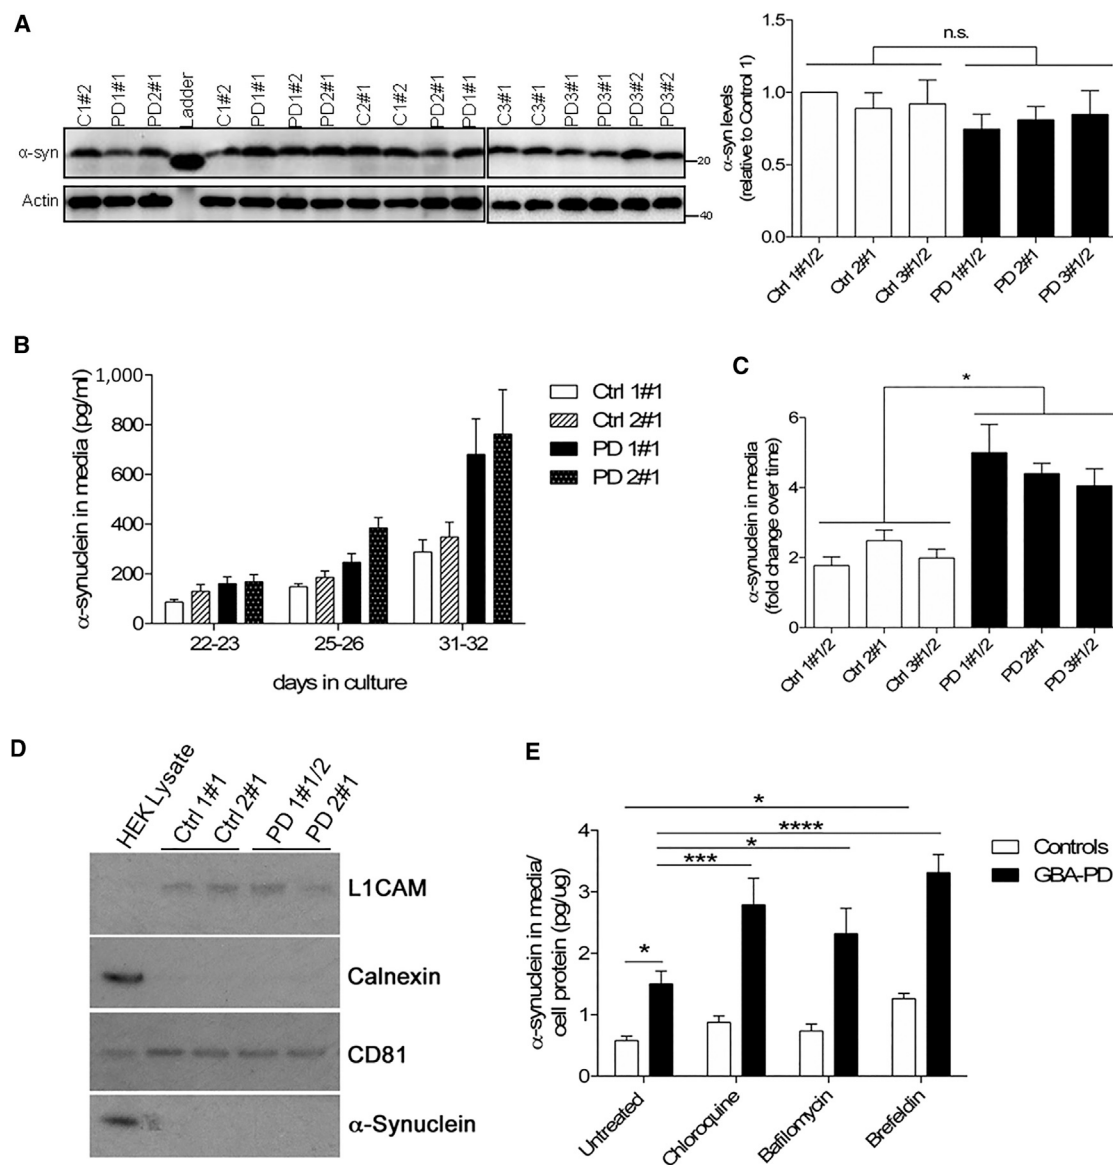 A
C1#2
PD1#1
PD2#1
Ladder
C1#2
PD1#1
PD1#2
PD2#1
C2#1
C1#2
PD2#1
PD1#1
C3#1
C3#1
PD3#1
PD3#1
PD3#2
PD3#2
α-syn
20
Actin
40
α-syn levels
(relative to Control 1)
1.5
1.0
0.5
0.0
n.s.
Ctrl 1#1/2
Ctrl 2#1
Ctrl 3#1/2
PD 1#1/2
PD 2#1
PD 3#1/2
B
α-synuclein in media (pg/ml)
1,000
800
600
400
200
0
22-23
25-26
31-32
days in culture
Ctrl 1#1
Ctrl 2#1
PD 1#1
PD 2#1
C
α-synuclein in media
(fold change over time)
6
4
2
0
*
Ctrl 1#1/2
Ctrl 2#1
Ctrl 3#1/2
PD 1#1/2
PD 2#1
PD 3#1/2
D
HEK Lysate
Ctrl 1#1
Ctrl 2#1
PD 1#1/2
PD 2#1
L1CAM
Calnexin
CD81
α-Synuclein
E
α-synuclein in media/
cell protein (pg/ug)
4
3
2
1
0
*
****
*
***
*
Untreated
Chloroquine
Bafilomycin
Brefeldin
Controls
GBA-PD